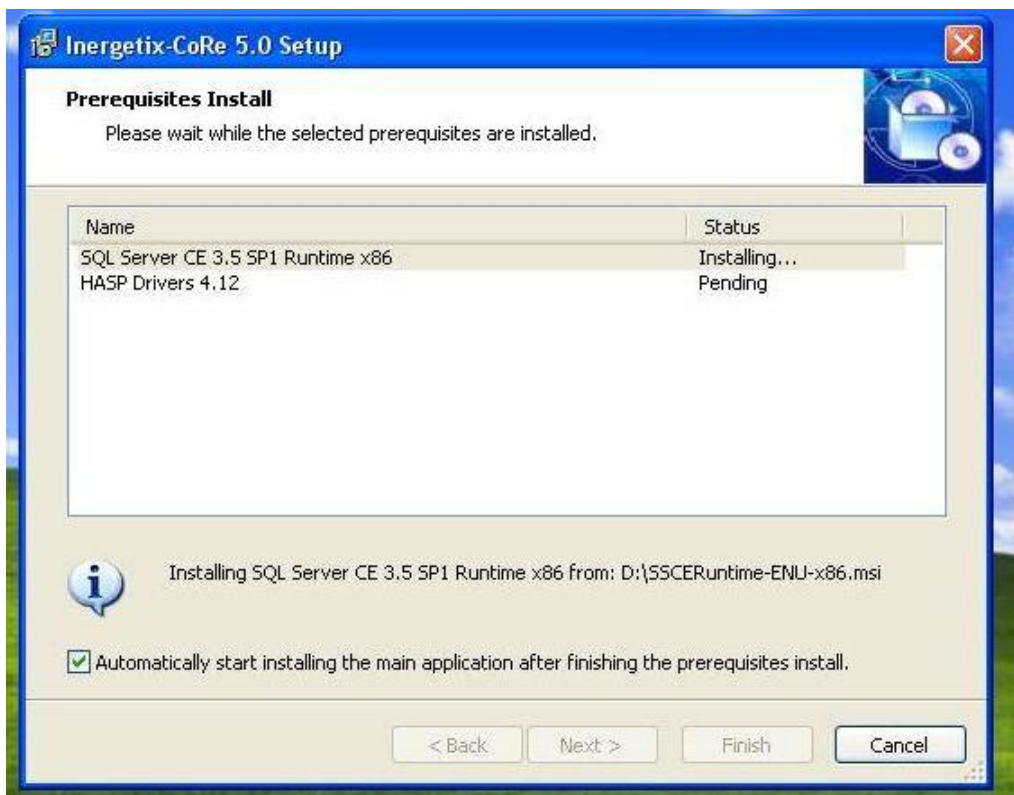 Inergetix-CoRe 5.0 Setup
Prerequisites Install
Please wait while the selected prerequisites are installed.
Name Status
SQL Server CE 3.5 SP1 Runtime x86 Installing...
HASP Drivers 4.12 Pending
Installing SQL Server CE 3.5 SP1 Runtime x86 from: D:\SSCERuntime-ENU-x86.msi
Automatically start installing the main application after finishing the prerequisites install.
< Back Next > Finish Cancel